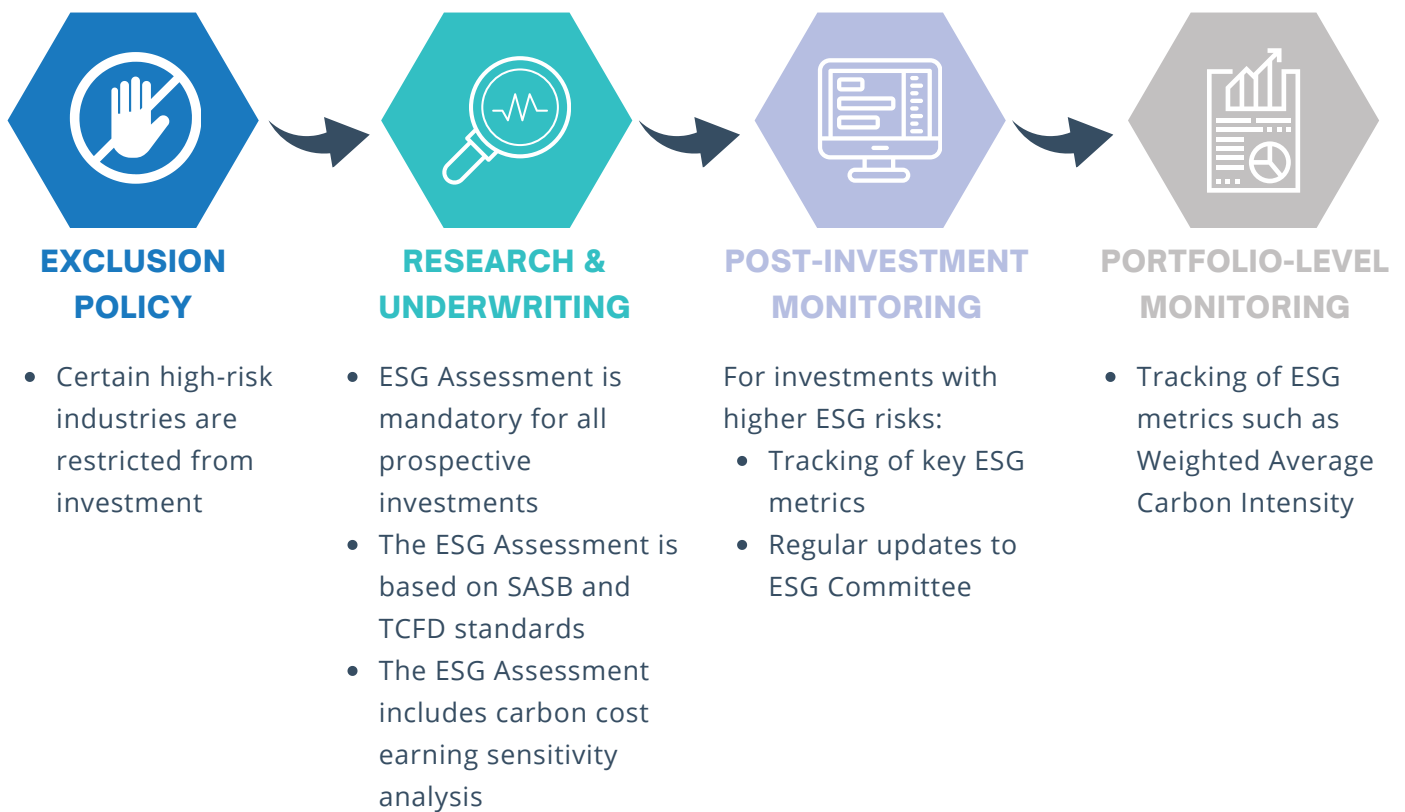 EXCLUSION
POLICY
• Certain high-risk
industries are
restricted from
investment
RESEARCH &
UNDERWRITING
• ESG Assessment is
mandatory for all
prospective
investments
• The ESG Assessment is
based on SASB and
TCFD standards
• The ESG Assessment
includes carbon cost
earning sensitivity
analysis
POST-INVESTMENT
MONITORING
For investments with
higher ESG risks:
• Tracking of key ESG
metrics
• Regular updates to
ESG Committee
PORTFOLIO-LEVEL
MONITORING
• Tracking of ESG
metrics such as
Weighted Average
Carbon Intensity